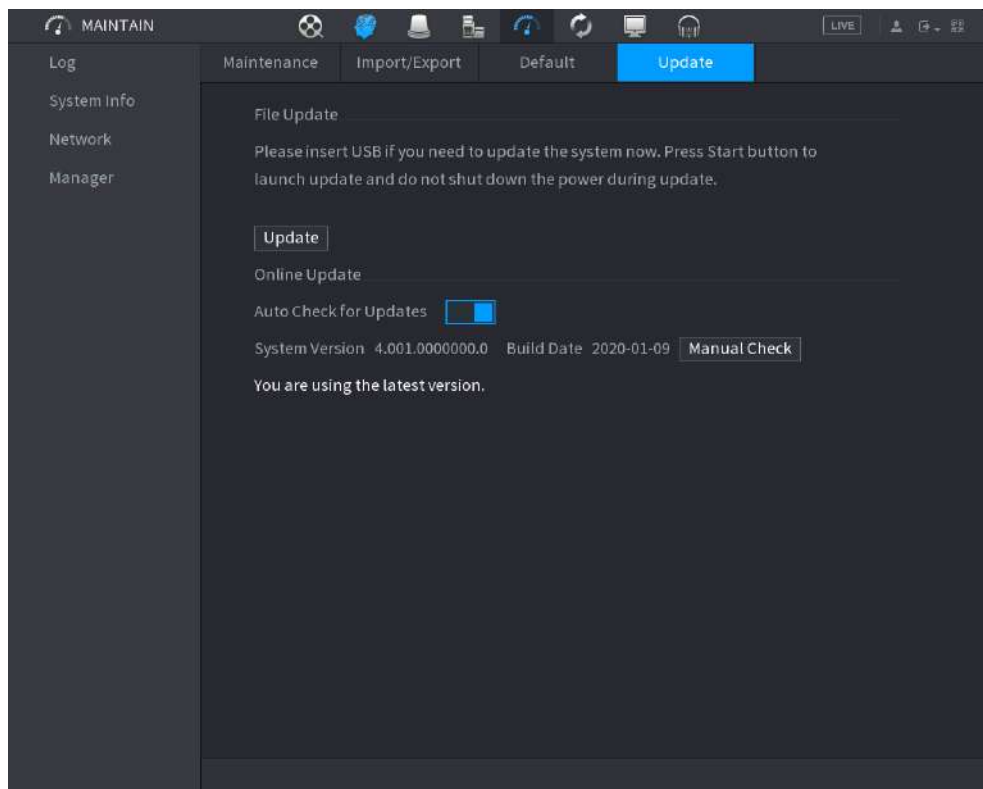 MAINTAIN
LIVE
Log
System Info
Network
Manager
Maintenance Import/Export Default Update
File Update
Please insert USB if you need to update the system now. Press Start button to
launch update and do not shut down the power during update.
Update
Online Update
Auto Check for Updates
System Version 4.001.0000000.0 Build Date 2020-01-09 Manual Check
You are using the latest version.